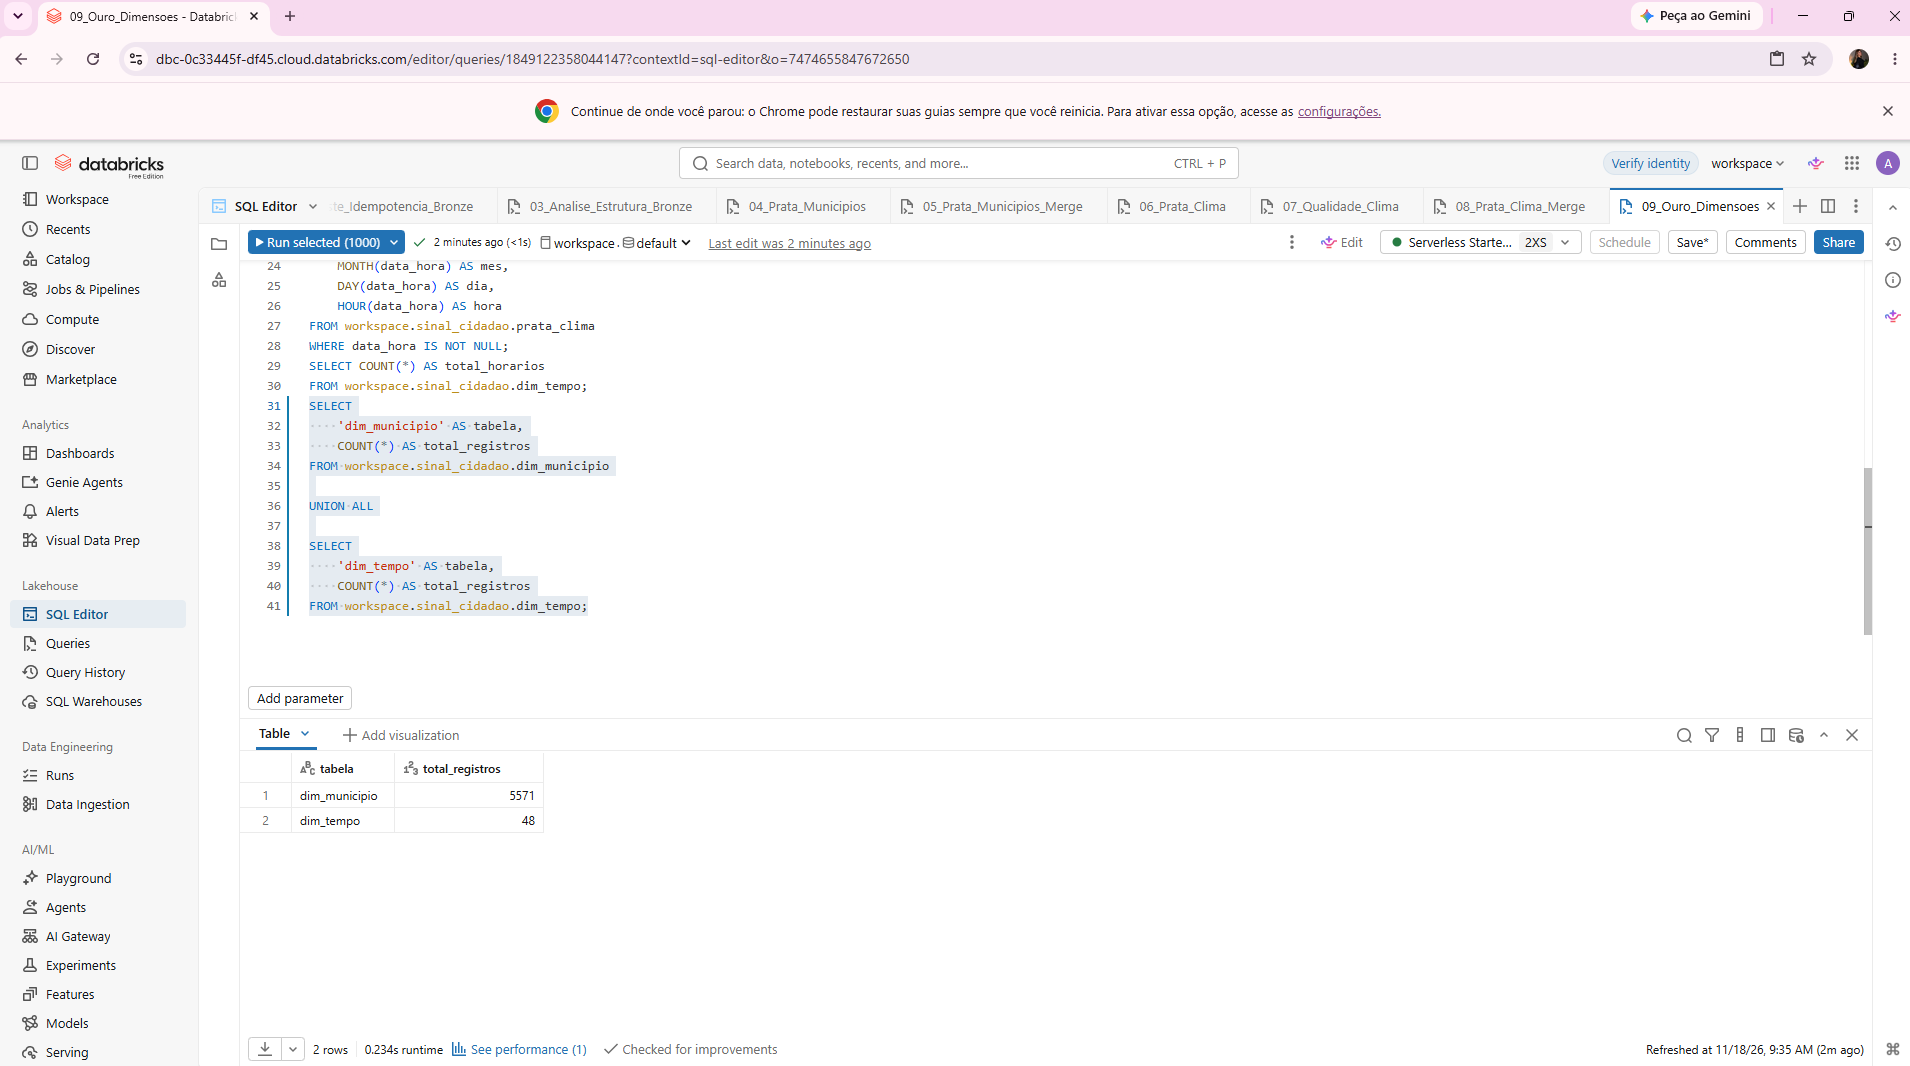 09_Ouro_Dimensoes - Databric
Peça ao Gemini
dbc-0c33445f-df45.cloud.databricks.com/editor/queries/1849122358044147?contextId=sql-editor&o=7474655847672650
Continue de onde você parou: o Chrome pode restaurar suas guias sempre que você reinicia. Para ativar essa opção, acesse as configurações.
databricks
Free Edition
Search data, notebooks, recents, and more... CTRL + P
Verify identity
workspace
A
Workspace
Recents
Catalog
Jobs & Pipelines
Compute
Discover
Marketplace
Analytics
Dashboards
Genie Agents
Alerts
Visual Data Prep
Lakehouse
SQL Editor
Queries
Query History
SQL Warehouses
Data Engineering
Runs
Data Ingestion
AI/ML
Playground
Agents
AI Gateway
Experiments
Features
Models
Serving
SQL Editor te_Idempotencia_Bronze 03_Analise_Estrutura_Bronze 04_Prata_Municipios 05_Prata_Municipios_Merge 06_Prata_Clima 07_Qualidade_Clima 08_Prata_Clima_Merge 09_Ouro_Dimensoes
Run selected (1000) 2 minutes ago (<1s) workspace . default Last edit was 2 minutes ago Edit Serverless Starte... 2XS Schedule Save* Comments Share
24 MONTH(data_hora) AS mes,
25 DAY(data_hora) AS dia,
26 HOUR(data_hora) AS hora
27 FROM workspace.sinal_cidadao.prata_clima
28 WHERE data_hora IS NOT NULL;
29 SELECT COUNT(*) AS total_horarios
30 FROM workspace.sinal_cidadao.dim_tempo;
31 SELECT
32 'dim_municipio' AS tabela,
33 COUNT(*) AS total_registros
34 FROM workspace.sinal_cidadao.dim_municipio
35
36 UNION ALL
37
38 SELECT
39 'dim_tempo' AS tabela,
40 COUNT(*) AS total_registros
41 FROM workspace.sinal_cidadao.dim_tempo;
Add parameter
Table Add visualization
tabela total_registros
1 dim_municipio 5571
2 dim_tempo 48
2 rows 0.234s runtime See performance (1) Checked for improvements
Refreshed at 11/18/26, 9:35 AM (2m ago)